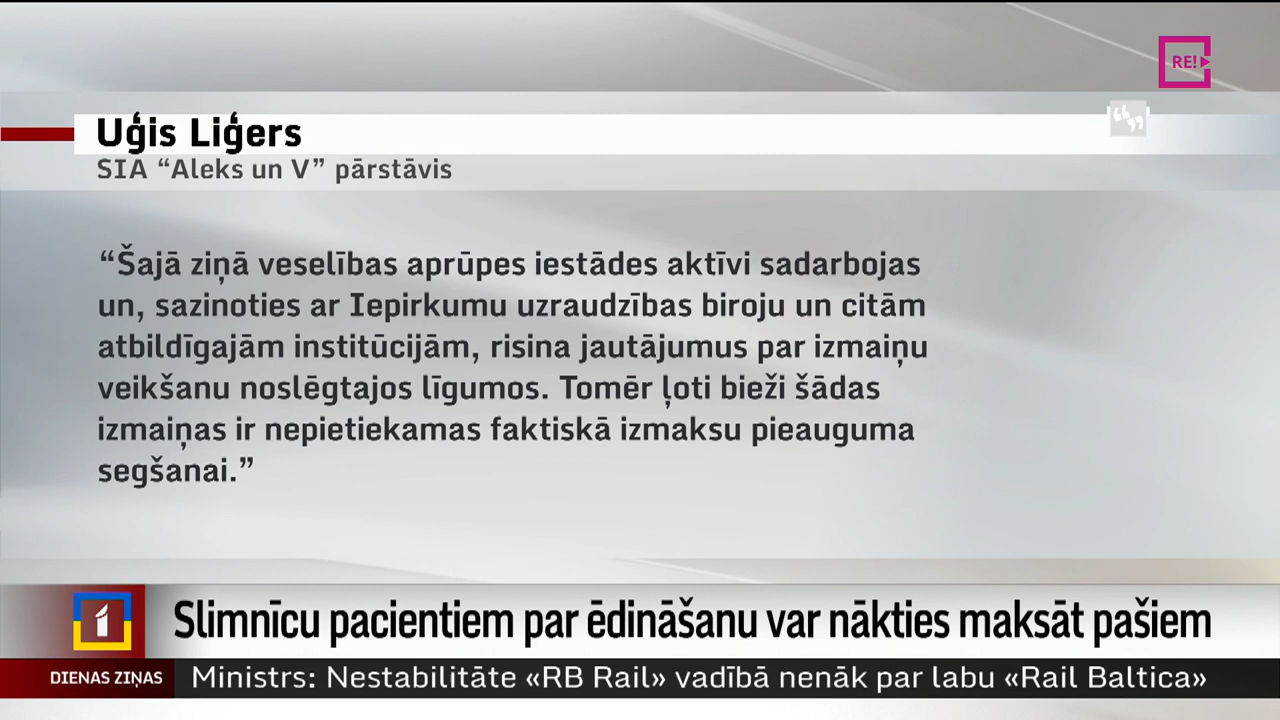 RE!
Uģis Liģers
SIA “Aleks un V” pārstāvis
“Šajā ziņā veselības aprūpes iestādes aktīvi sadarbojas
un, sazinoties ar Iepirkumu uzraudzības biroju un citām
atbildīgajām institūcijām, risina jautājumus par izmaiņu
veikšanu noslēgtajos līgumos. Tomēr ļoti bieži šādas
izmaiņas ir nepietiekamas faktiskā izmaksu pieauguma
segšanai.”
1
Slimnīcu pacientiem par ēdināšanu var nākties maksāt pašiem
DIENAS ZIŅAS
Ministrs: Nestabilitāte «RB Rail» vadībā nenāk par labu «Rail Baltica»